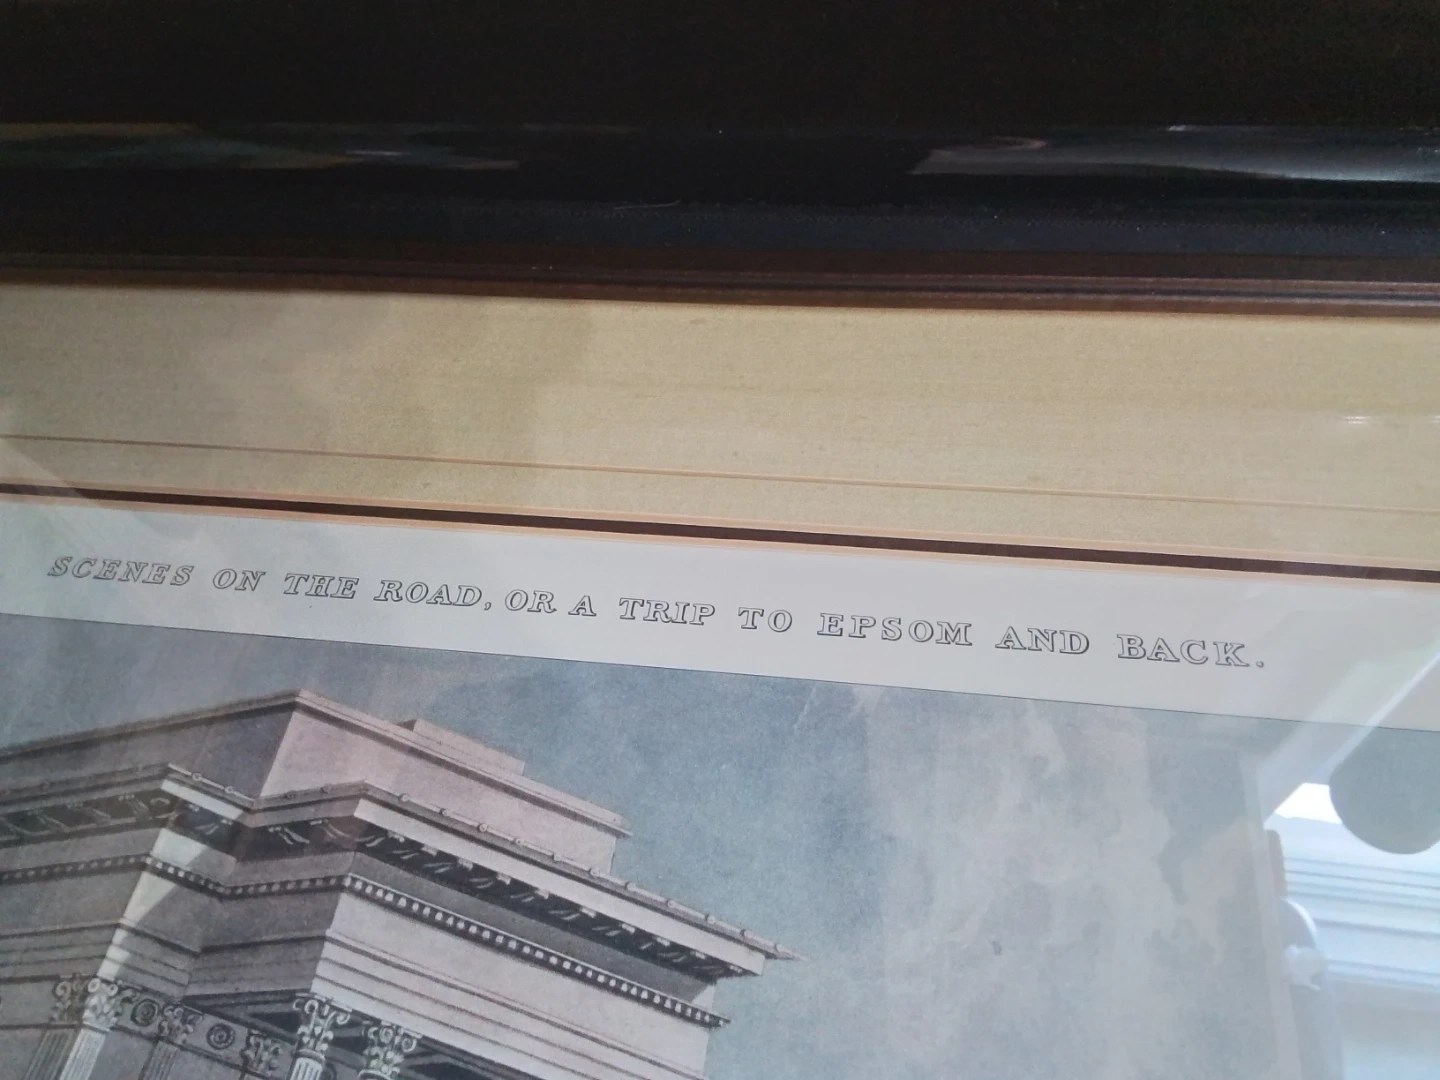 SCENES ON THE ROAD, OR A TRIP TO EPSOM AND BACK.